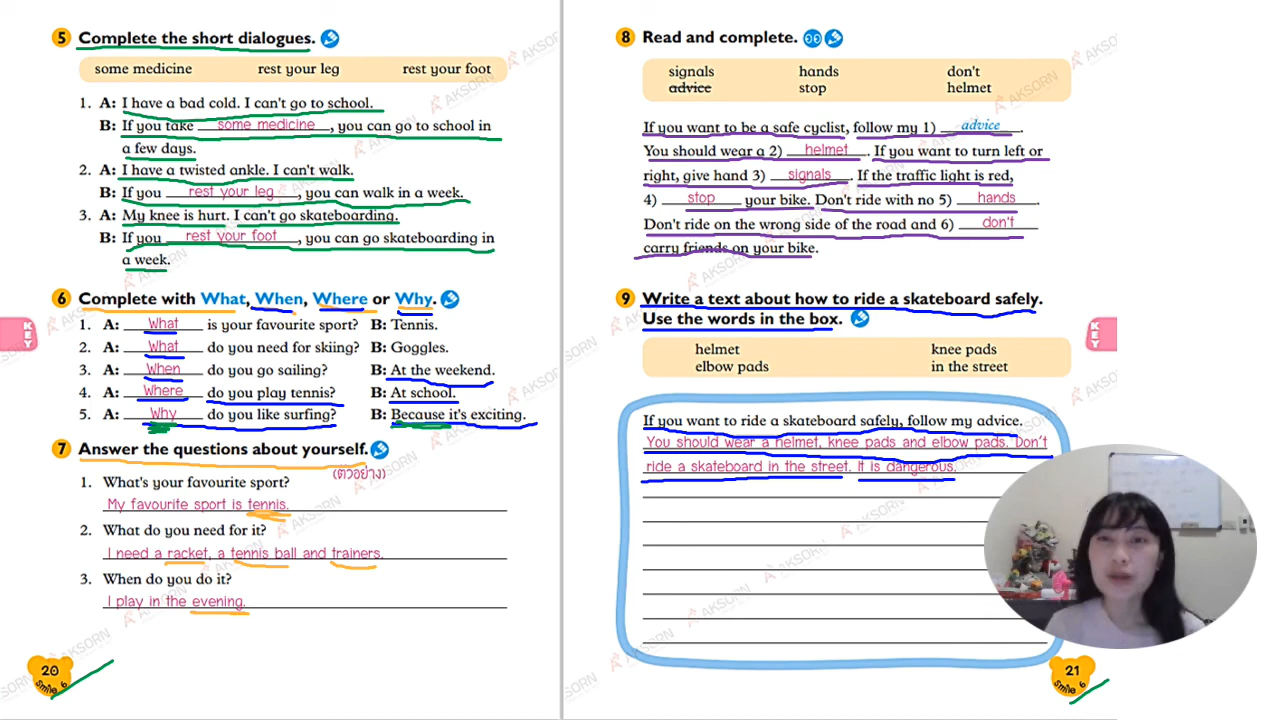 5 Complete the short dialogues.
some medicine rest your leg rest your foot
1. A: I have a bad cold. I can't go to school.
B: If you take some medicine, you can go to school in
a few days.
2. A: I have a twisted ankle. I can't walk.
B: If you rest your leg, you can walk in a week.
3. A: My knee is hurt. I can't go skateboarding.
B: If you rest your foot, you can go skateboarding in
a week.
6 Complete with What, When, Where or Why.
1. A: What is your favourite sport? B: Tennis.
2. A: What do you need for skiing? B: Goggles.
3. A: When do you go sailing? B: At the weekend.
4. A: Where do you play tennis? B: At school.
5. A: Why do you like surfing? B: Because it's exciting.
7 Answer the questions about yourself.
(ตัวอย่าง)
1. What's your favourite sport?
My favourite sport is tennis.
2. What do you need for it?
I need a racket, a tennis ball and trainers.
3. When do you do it?
I play in the evening.
20
Smile 6
KEY
8 Read and complete.
signals hands don't
advice stop helmet
If you want to be a safe cyclist, follow my 1) advice.
You should wear a 2) helmet. If you want to turn left or
right, give hand 3) signals. If the traffic light is red,
4) stop your bike. Don't ride with no 5) hands.
Don't ride on the wrong side of the road and 6) don't
carry friends on your bike.
9 Write a text about how to ride a skateboard safely.
Use the words in the box.
helmet knee pads
elbow pads in the street
If you want to ride a skateboard safely, follow my advice.
You should wear a helmet, knee pads and elbow pads. Don't
ride a skateboard in the street. It is dangerous.
21
Smile 6
KEY
AKSORN